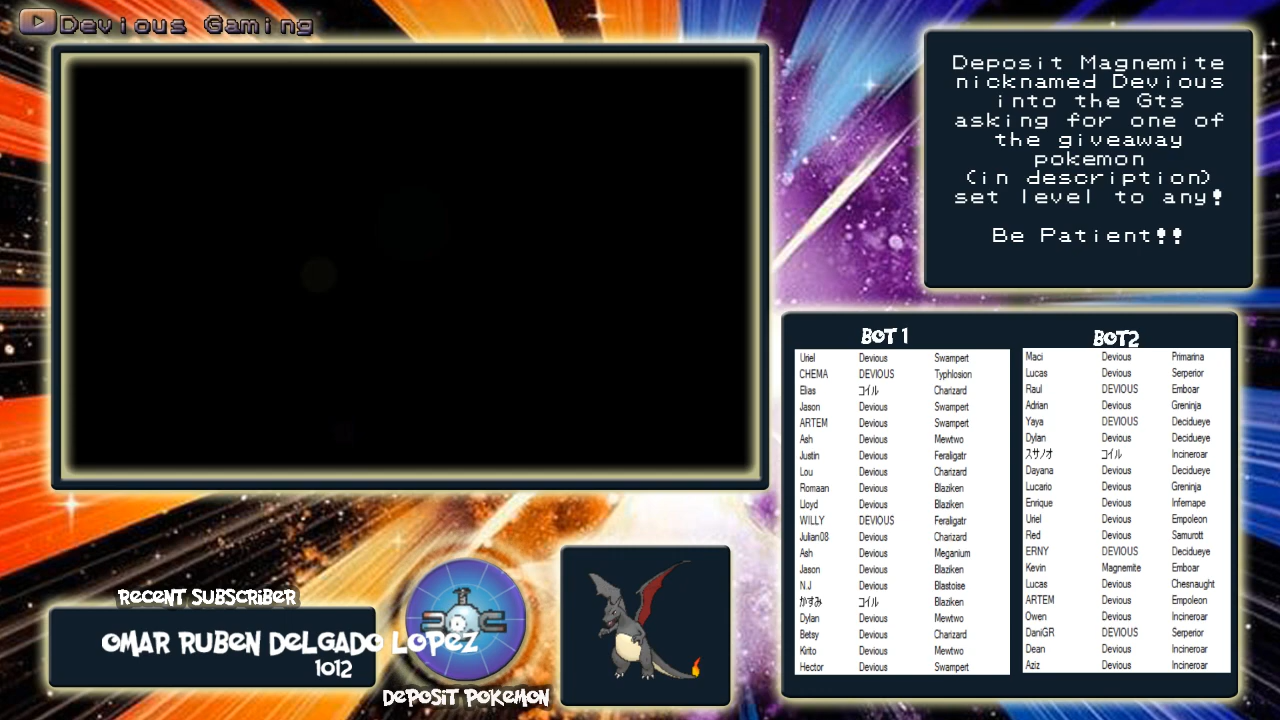 Devious Gaming
Deposit Magnemite
nicknamed Devious
into the Gts
asking for one of
the giveaway
pokemon
(in description)
set level to any!
Be Patient!!
BOT 1
Uriel Devious Swampert
CHEMA DEVIOUS Typhlosion
Elias コイル Charizard
Jason Devious Swampert
ARTEM Devious Swampert
Ash Devious Mewtwo
Justin Devious Feraligatr
Lou Devious Charizard
Romaan Devious Blaziken
Lloyd Devious Blaziken
WILLY DEVIOUS Feraligatr
Julian08 Devious Charizard
Ash Devious Meganium
Jason Devious Blaziken
N.J Devious Blastoise
かすみ コイル Blaziken
Dylan Devious Mewtwo
Betsy Devious Charizard
Kirito Devious Mewtwo
Hector Devious Swampert
BOT2
Maci Devious Primarina
Lucas Devious Serperior
Raul DEVIOUS Emboar
Adrian Devious Greninja
Yaya DEVIOUS Decidueye
Dylan Devious Decidueye
スサノオ コイル Incineroar
Dayana Devious Decidueye
Lucario Devious Greninja
Enrique Devious Infernape
Uriel Devious Empoleon
Red Devious Samurott
ERNY DEVIOUS Decidueye
Kevin Magnemite Emboar
Lucas Devious Chesnaught
ARTEM Devious Empoleon
Owen Devious Incineroar
DaniGR DEVIOUS Serperior
Dean Devious Incineroar
Aziz Devious Incineroar
RECENT SUBSCRIBER
OMAR RUBEN DELGADO LOPEZ
1012
DEPOSIT POKEMON